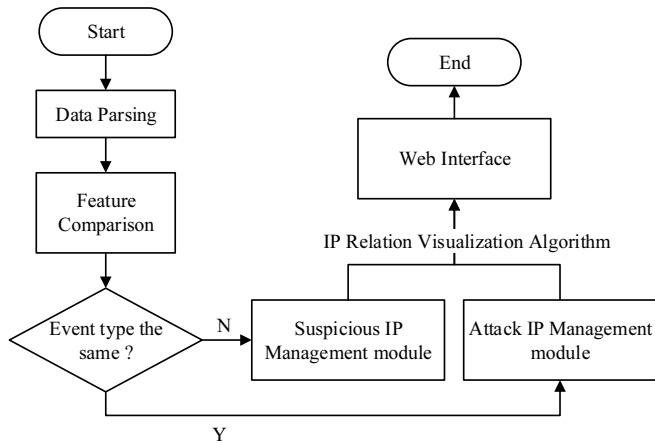 Start
Data Parsing
Feature
Comparison
Event type the
same ?
N
Y
Suspicious IP
Management module
Attack IP Management
module
IP Relation Visualization Algorithm
Web Interface
End